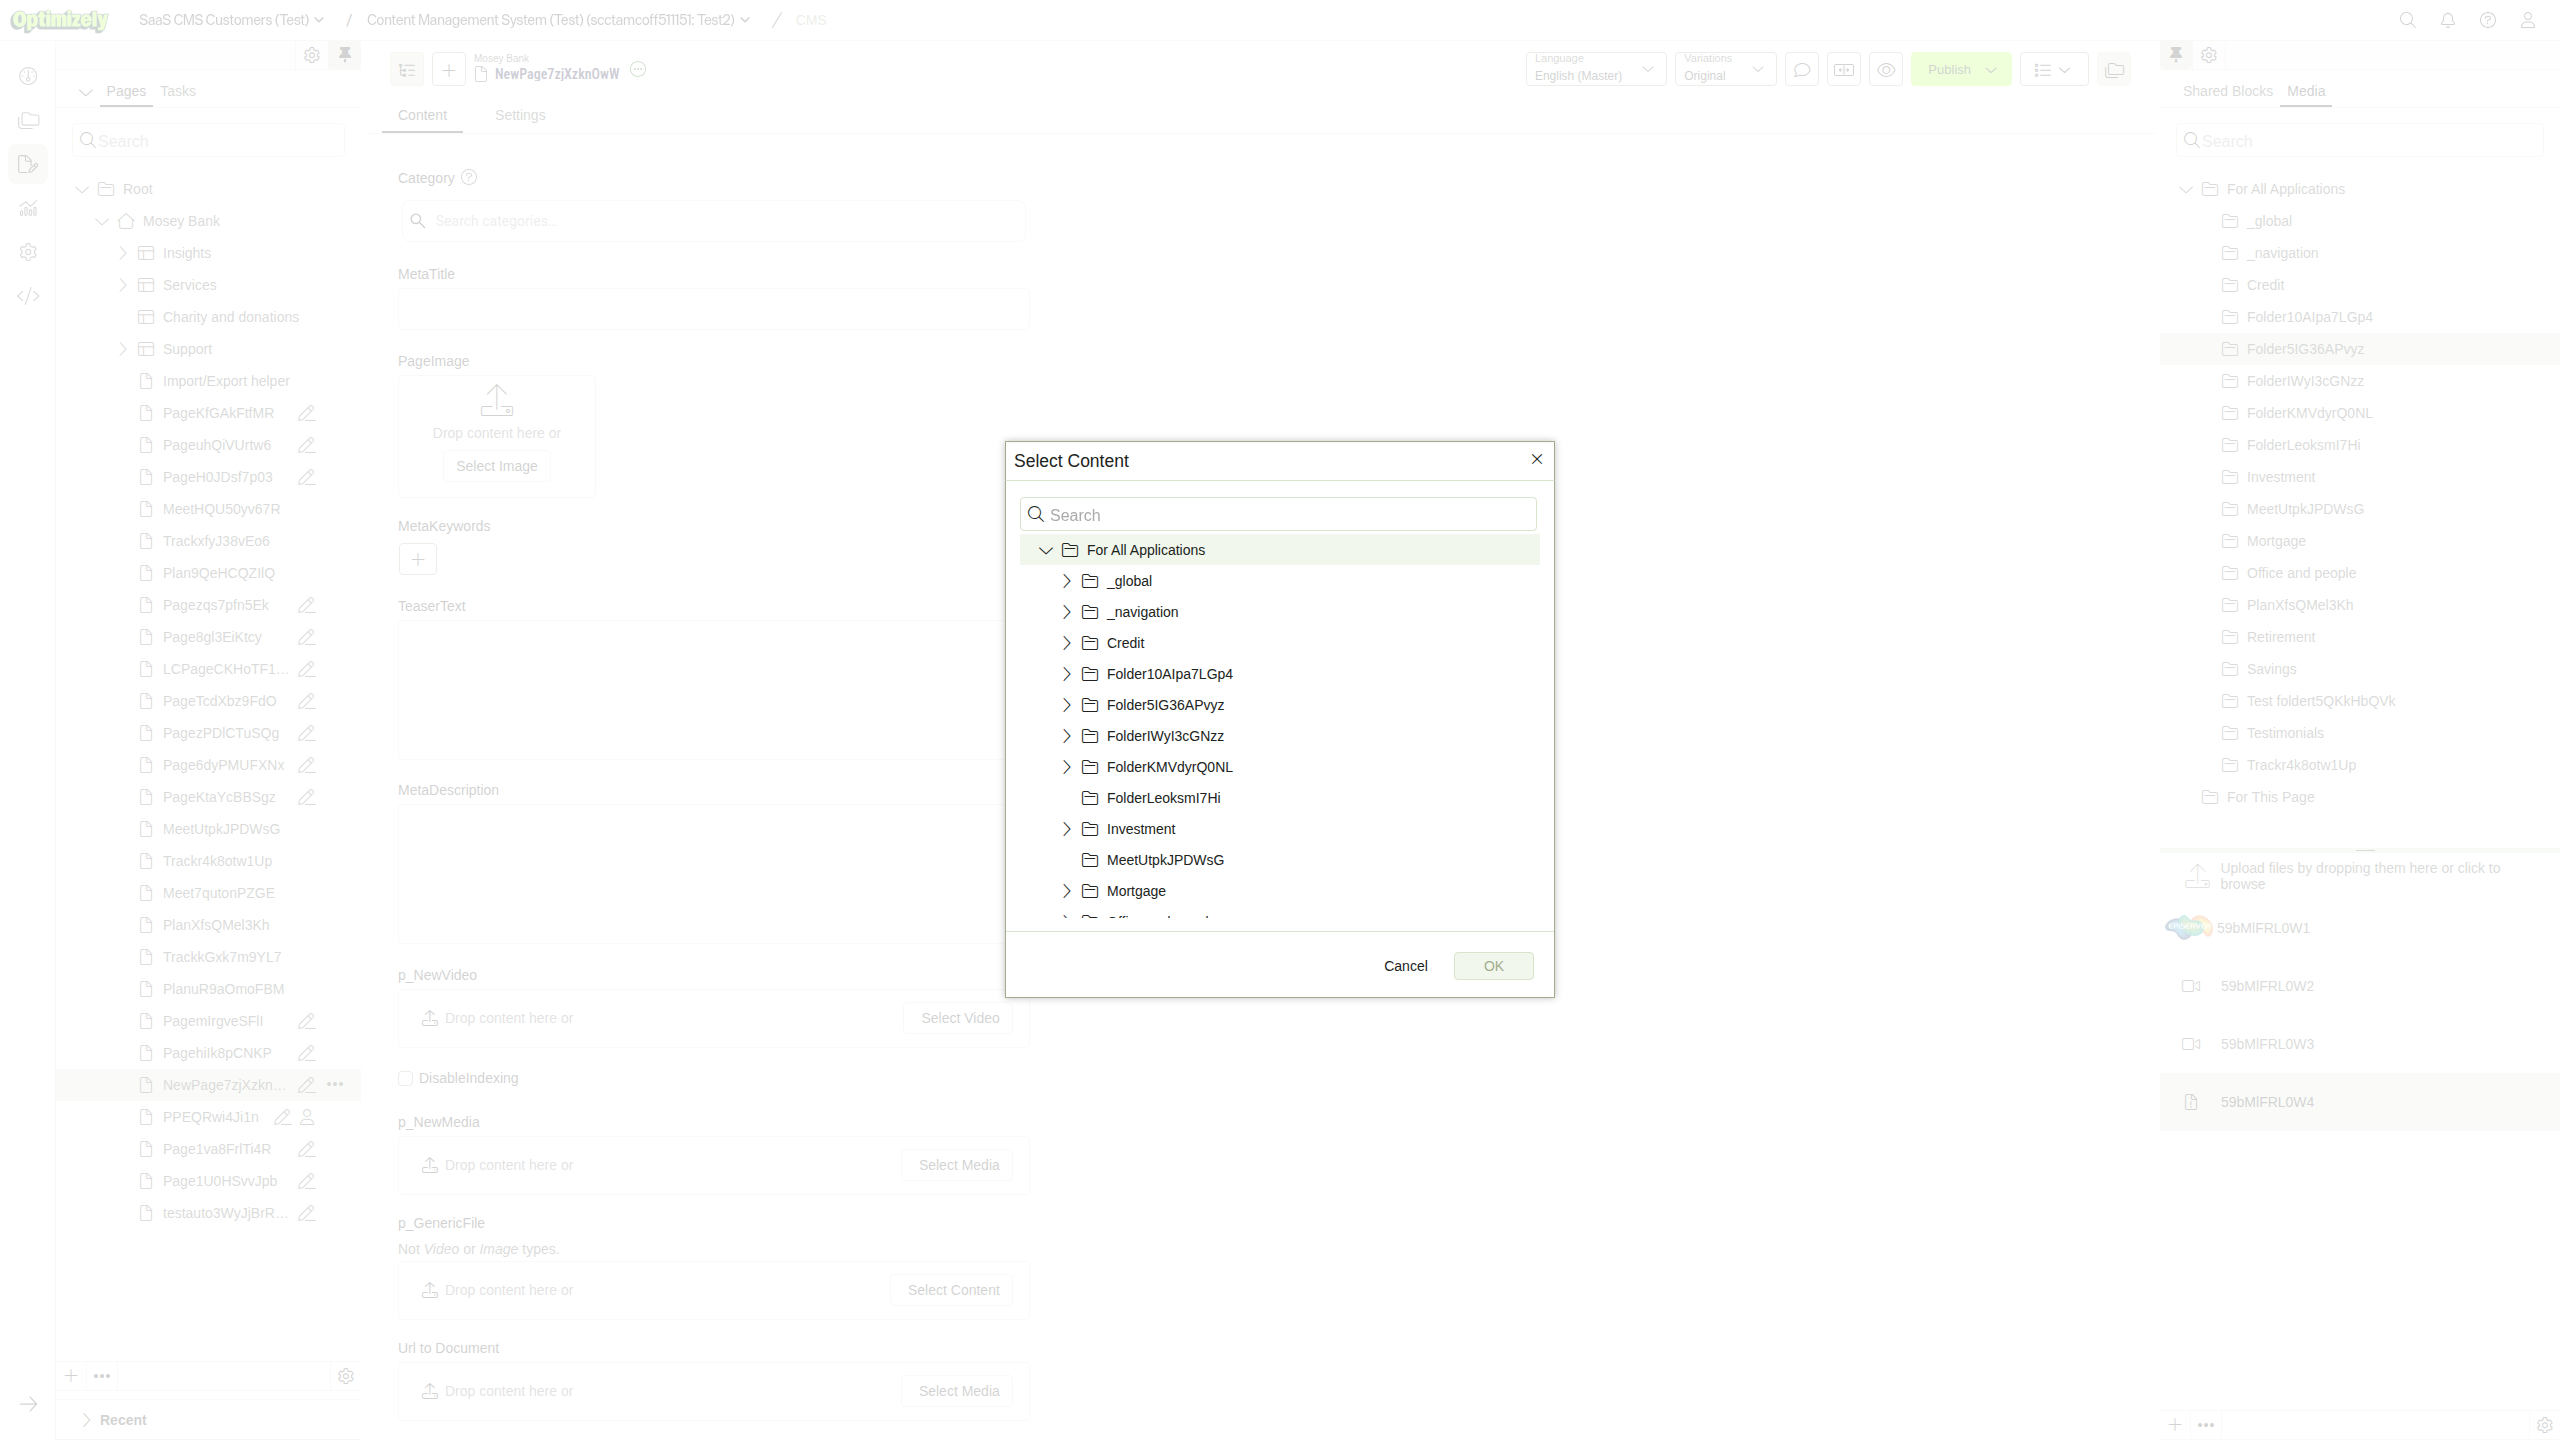 Optimizely
SaaS CMS Customers (Test)
/
Content Management System (Test) (scctamcoff511151: Test2)
/
CMS
Pages
Tasks
Search
Root
Mosey Bank
Insights
Services
Charity and donations
Support
Import/Export helper
PageKfGAkFtfMR
PageuhQiVUrtw6
PageH0JDsf7p03
MeetHQU50yv67R
TrackxfyJ38vEo6
Plan9QeHCQZIlQ
Pagezqs7pfn5Ek
Page8gl3EiKtcy
LCPageCKHoTF1...
PageTcdXbz9FdO
PagezPDlCTuSQg
Page6dyPMUFXNx
PageKtaYcBBSgz
MeetUtpkJPDWsG
Trackr4k8otw1Up
Meet7qutonPZGE
PlanXfsQMel3Kh
TrackkGxk7m9YL7
PlanuR9aOmoFBM
PagemIrgveSFlI
PagehiIk8pCNKP
NewPage7zjXzkn...
PPEQRwi4Ji1n
Page1va8FrlTi4R
Page1U0HSvvJpb
testauto3WyJjBrR...
Recent
Mosey Bank
NewPage7zjXzknOwW
Language
English (Master)
Variations
Original
Publish
Content
Settings
Category
Search categories...
MetaTitle
PageImage
Drop content here or
Select Image
MetaKeywords
TeaserText
MetaDescription
p_NewVideo
Drop content here or
Select Video
DisableIndexing
p_NewMedia
Drop content here or
Select Media
p_GenericFile
Not Video or Image types.
Drop content here or
Select Content
Url to Document
Drop content here or
Select Media
Select Content
Search
For All Applications
_global
_navigation
Credit
Folder10AIpa7LGp4
Folder5IG36APvyz
FolderIWyI3cGNzz
FolderKMVdyrQ0NL
FolderLeoksmI7Hi
Investment
MeetUtpkJPDWsG
Mortgage
Cancel
OK
Shared Blocks
Media
Search
For All Applications
_global
_navigation
Credit
Folder10AIpa7LGp4
Folder5IG36APvyz
FolderIWyI3cGNzz
FolderKMVdyrQ0NL
FolderLeoksmI7Hi
Investment
MeetUtpkJPDWsG
Mortgage
Office and people
PlanXfsQMel3Kh
Retirement
Savings
Test foldert5QKkHbQVk
Testimonials
Trackr4k8otw1Up
For This Page
Upload files by dropping them here or click to
browse
59bMlFRL0W1
59bMlFRL0W2
59bMlFRL0W3
59bMlFRL0W4